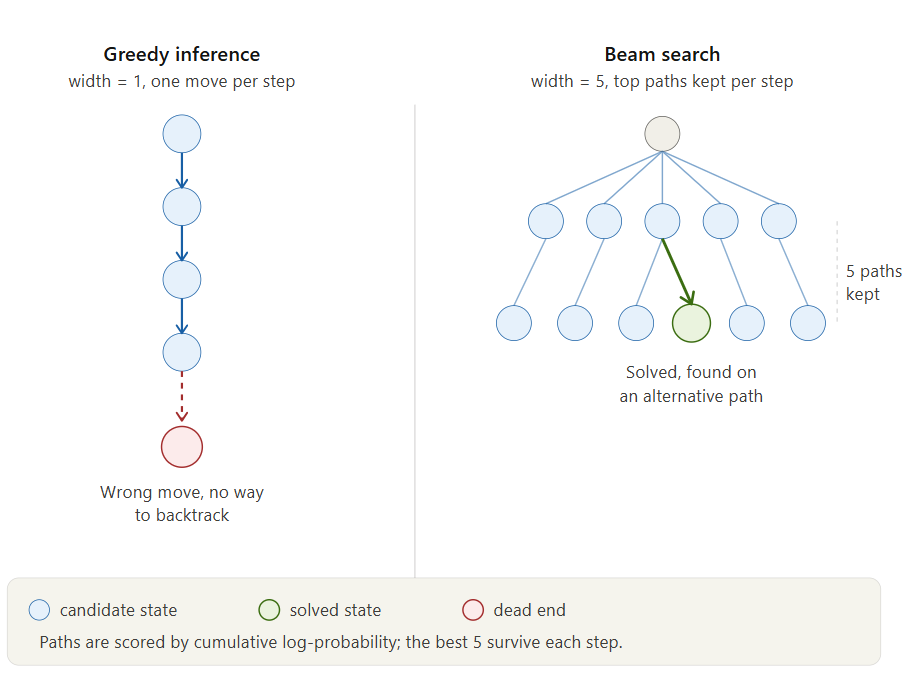 Greedy inference
width = 1, one move per step
Wrong move, no way
to backtrack
Beam search
width = 5, top paths kept per step
5 paths
kept
Solved, found on
an alternative path
candidate state
solved state
dead end
Paths are scored by cumulative log-probability; the best 5 survive each step.